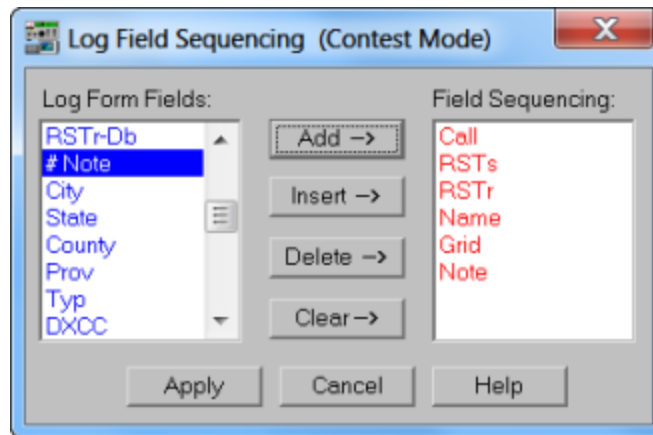 Log Field Sequencing (Contest Mode)
X
Log Form Fields:
RSTr-Db
# Note
City
State
County
Prov
Typ
DXCC
Add ->
Insert ->
Delete ->
Clear ->
Field Sequencing:
Call
RSTs
RSTr
Name
Grid
Note
Apply
Cancel
Help